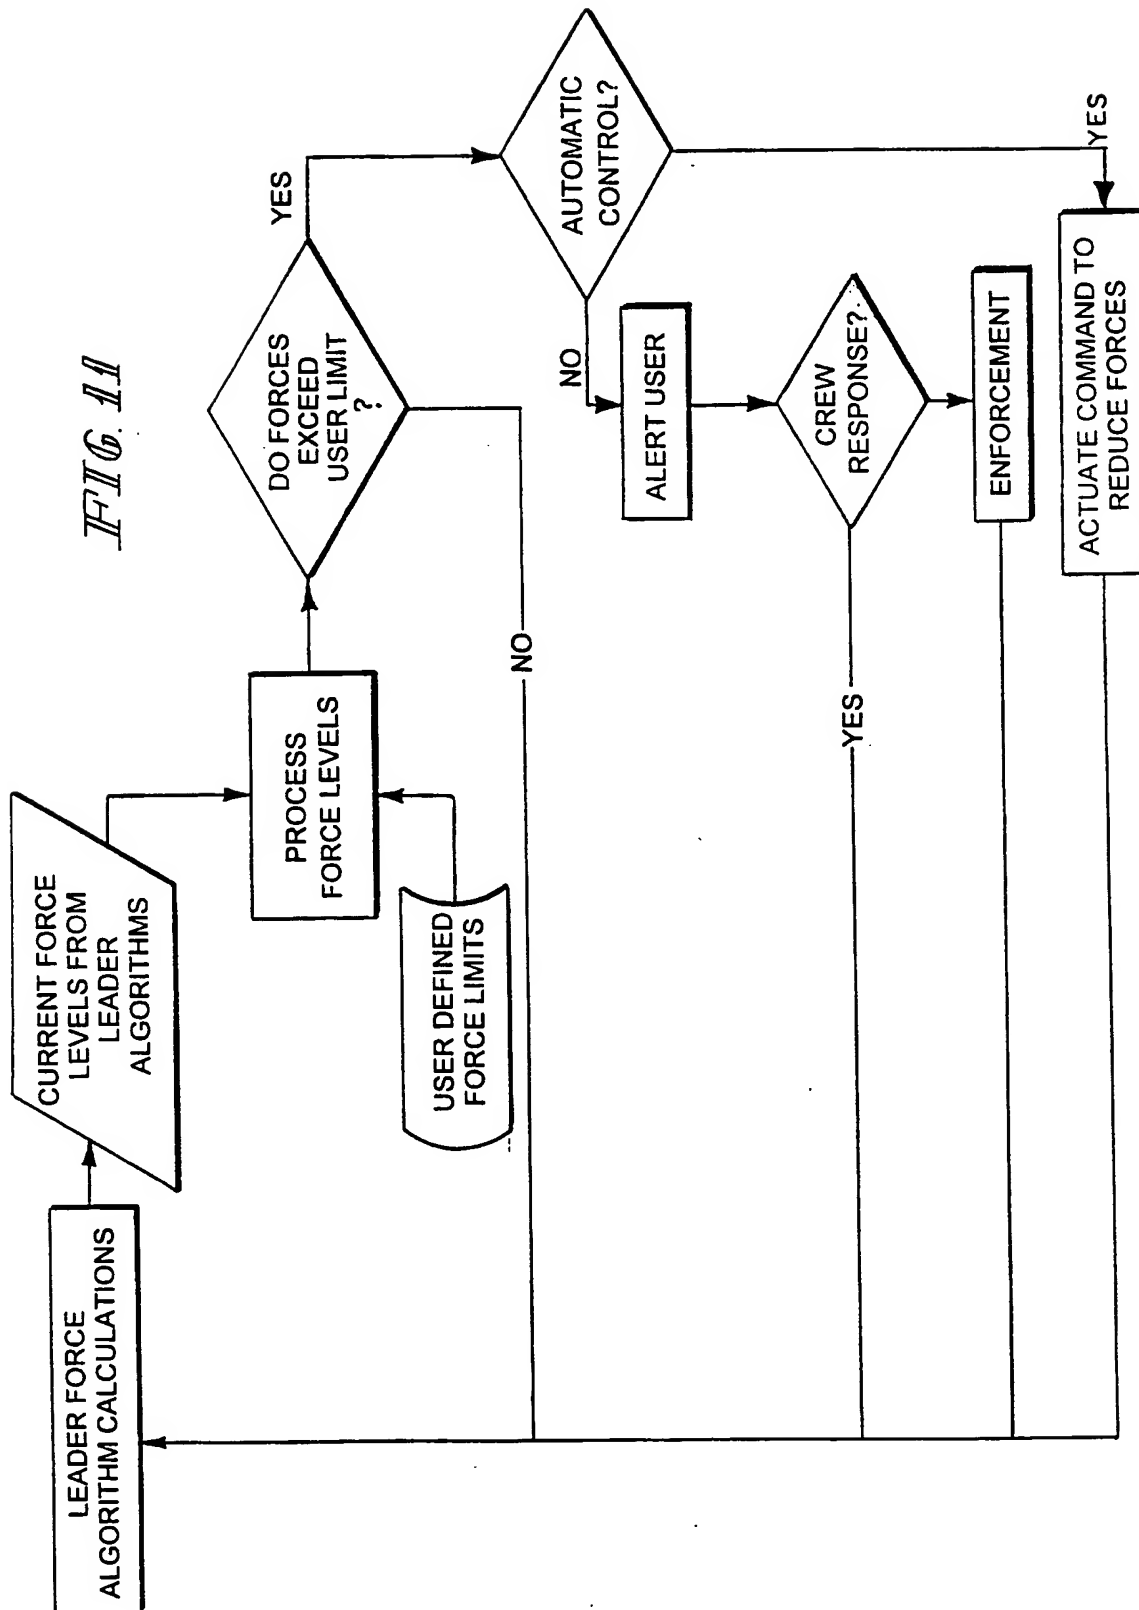 FIG. 11
LEADER FORCE
ALGORITHM CALCULATIONS
CURRENT FORCE
LEVELS FROM
LEADER
ALGORITHMS
PROCESS
FORCE LEVELS
USER DEFINED
FORCE LIMITS
DO FORCES
EXCEED
USER LIMIT
?
YES
NO
AUTOMATIC
CONTROL?
NO
YES
ALERT USER
CREW
RESPONSE?
YES
ENFORCEMENT
ACTUATE COMMAND TO
REDUCE FORCES